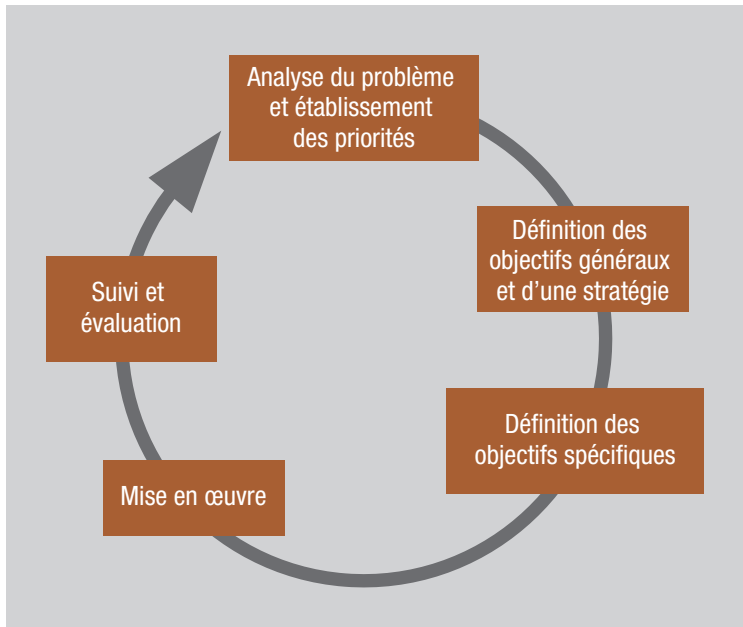 Analyse du problème
et établissement
des priorités
Définition des
objectifs généraux
et d’une stratégie
Définition des
objectifs spécifiques
Mise en œuvre
Suivi et
évaluation